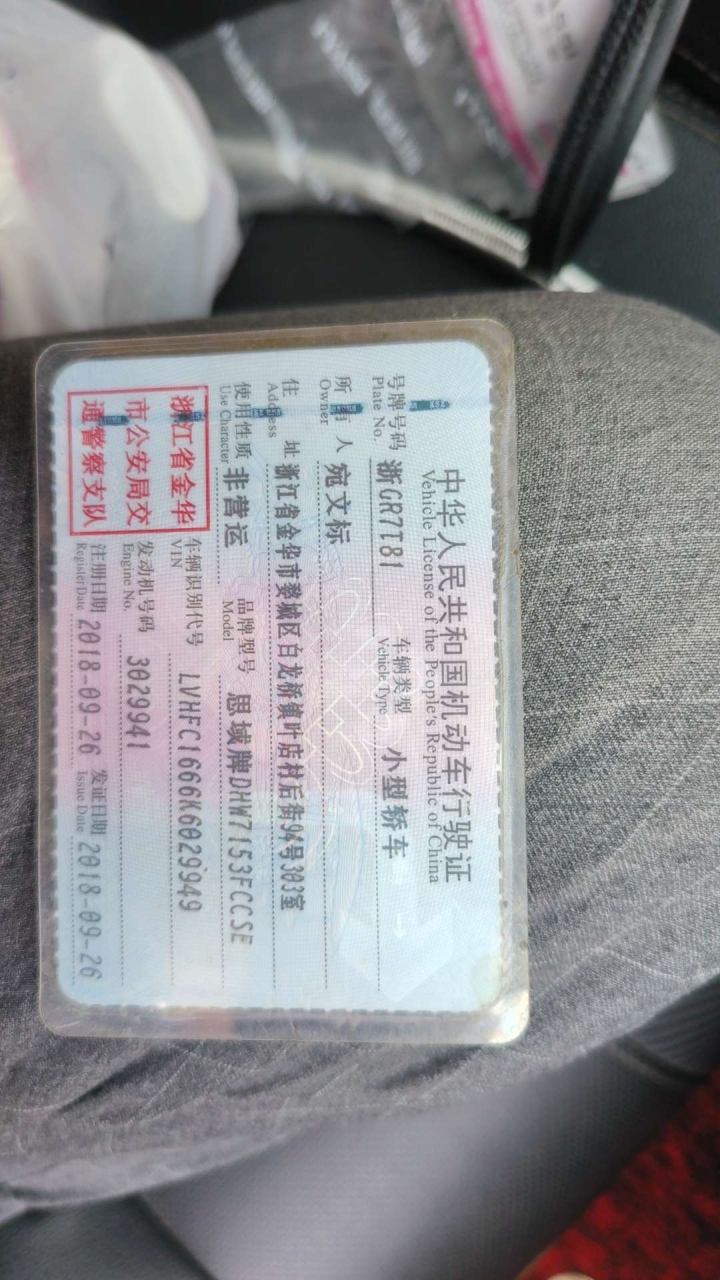 中华人民共和国机动车行驶证
Vehicle License of the People's Republic of China
号牌号码 浙GR7T81 车辆类型 小型轿车
Plate No. Vehicle Type
所有人 宛文标
Owner
住址 浙江省金华市婺城区白龙桥镇叶店村后街94号303室
Address
使用性质 非营运 品牌型号 思域牌DHW7153FCCSE
Use Character Model
浙江省金华
市公安局交
通警察支队
车辆识别代号 LVHFC1666K6029949
VIN
发动机号码 3029941
Engine No.
注册日期 2018-09-26 发证日期 2018-09-26
Register Date Issue Date